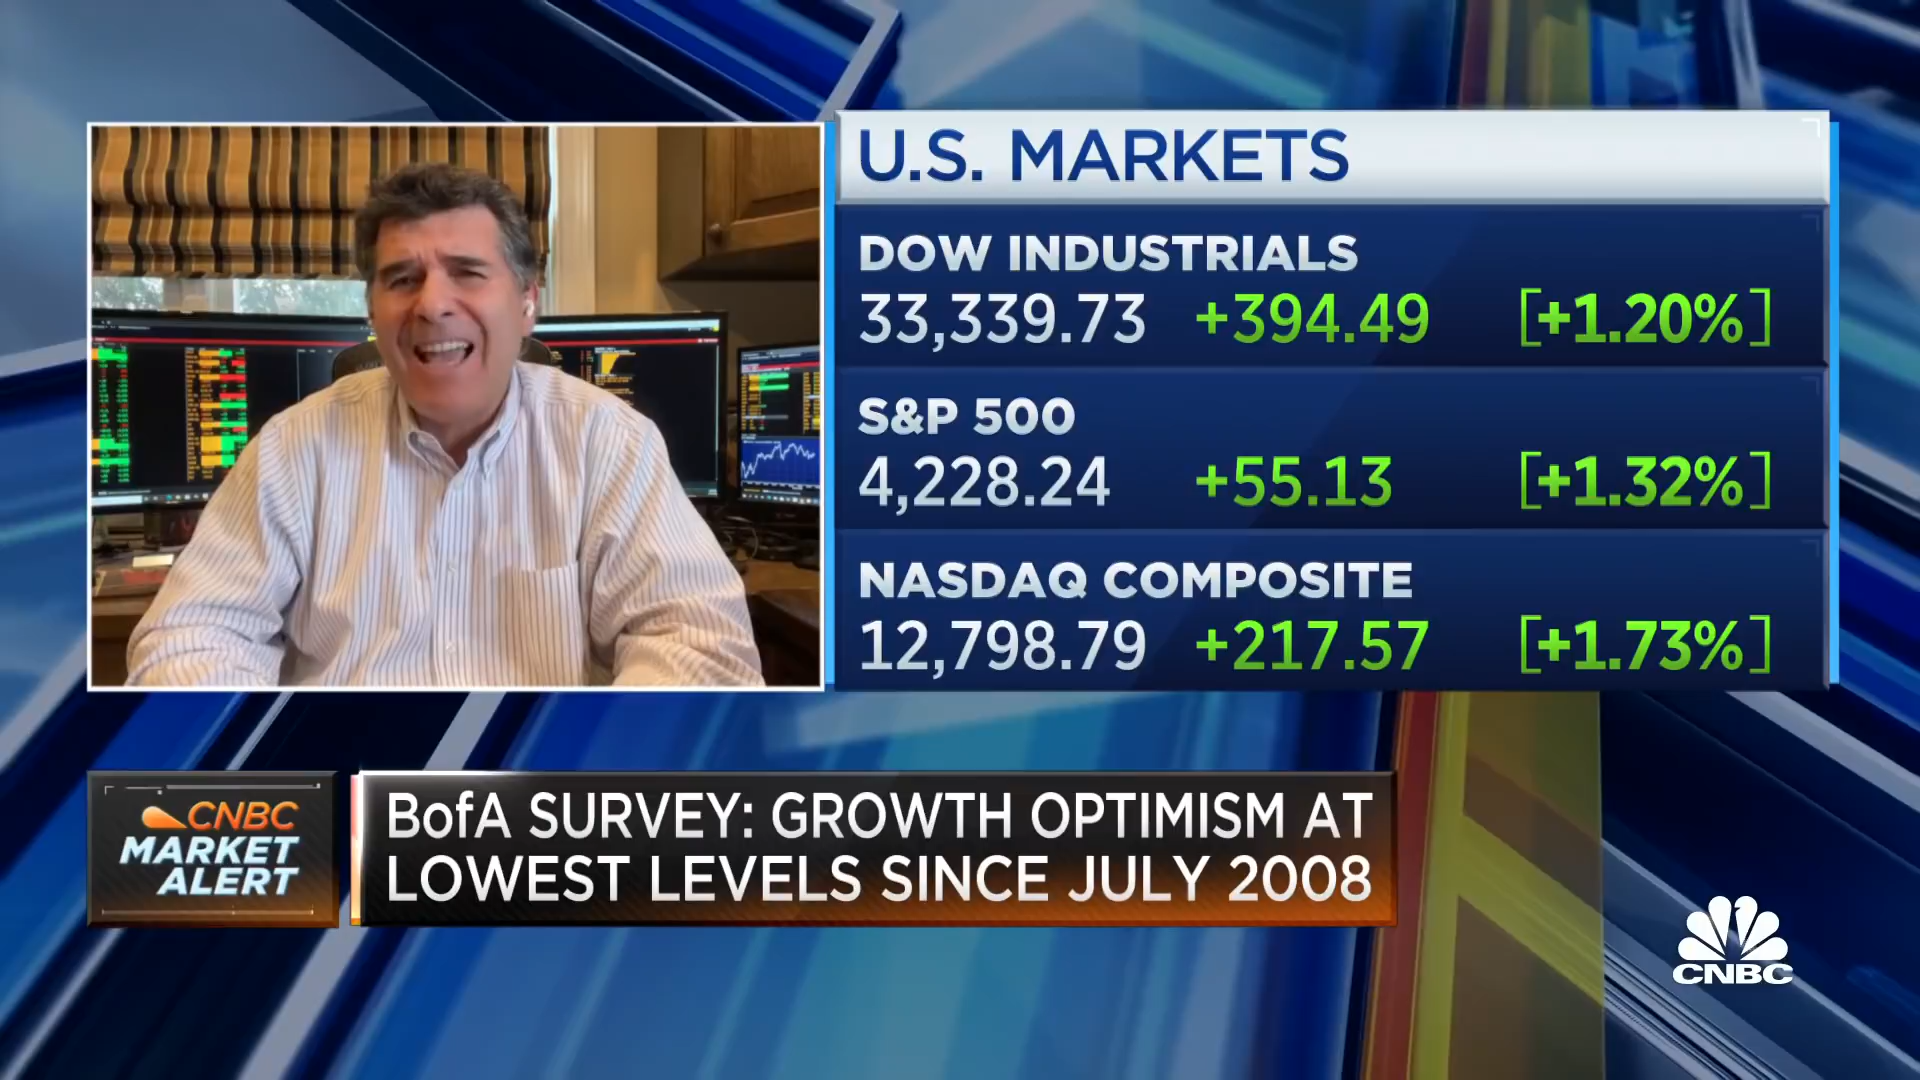 U.S. MARKETS
DOW INDUSTRIALS
33,339.73 +394.49 [+1.20%]
S&P 500
4,228.24 +55.13 [+1.32%]
NASDAQ COMPOSITE
12,798.79 +217.57 [+1.73%]
CNBC
MARKET
ALERT
BofA SURVEY: GROWTH OPTIMISM AT
LOWEST LEVELS SINCE JULY 2008
CNBC